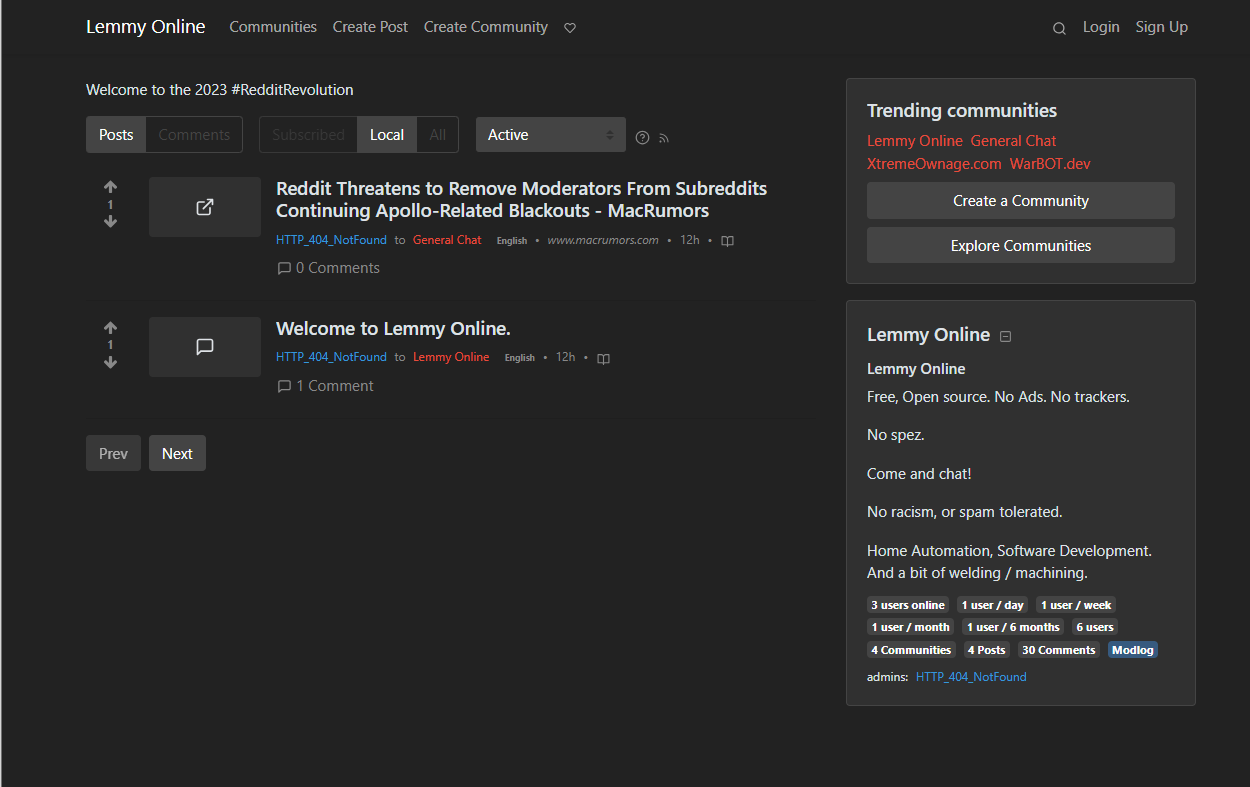 Lemmy Online Communities Create Post Create Community Login Sign Up
Welcome to the 2023 #RedditRevolution
Posts Comments Subscribed Local All Active
1
Reddit Threatens to Remove Moderators From Subreddits
Continuing Apollo-Related Blackouts - MacRumors
HTTP_404_NotFound to General Chat English • www.macrumors.com • 12h •
0 Comments
1
Welcome to Lemmy Online.
HTTP_404_NotFound to Lemmy Online English • 12h •
1 Comment
Prev Next
Trending communities
Lemmy Online General Chat
XtremeOwnage.com WarBOT.dev
Create a Community
Explore Communities
Lemmy Online
Lemmy Online
Free, Open source. No Ads. No trackers.
No spez.
Come and chat!
No racism, or spam tolerated.
Home Automation, Software Development.
And a bit of welding / machining.
3 users online 1 user / day 1 user / week
1 user / month 1 user / 6 months 6 users
4 Communities 4 Posts 30 Comments Modlog
admins: HTTP_404_NotFound